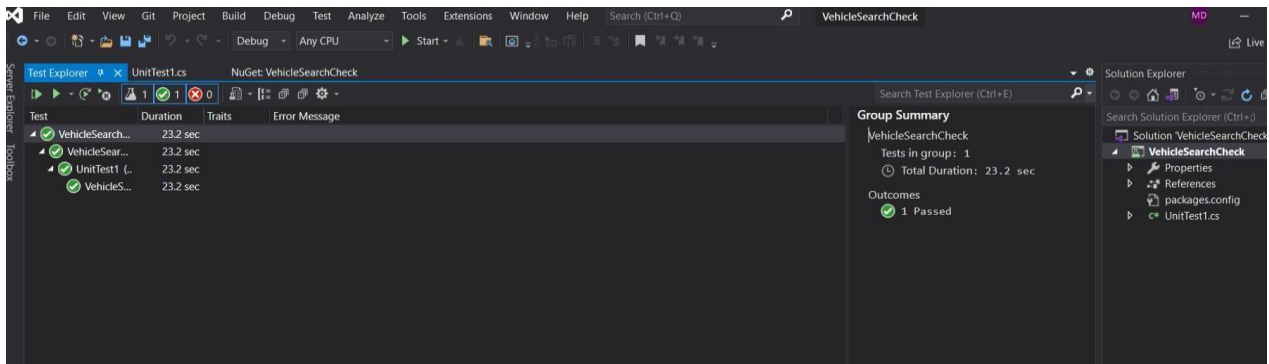 File Edit View Git Project Build Debug Test Analyze Tools Extensions Window Help Search (Ctrl+Q) VehicleSearchCheck MD
Debug Any CPU Start Live
Server Explorer
Toolbox
Test Explorer UnitTest1.cs NuGet: VehicleSearchCheck
1 1 0 Search Test Explorer (Ctrl+E)
Test Duration Traits Error Message
VehicleSearch... 23.2 sec
VehicleSear... 23.2 sec
UnitTest1 (.. 23.2 sec
VehicleS... 23.2 sec
Group Summary
VehicleSearchCheck
Tests in group: 1
Total Duration: 23.2 sec
Outcomes
1 Passed
Solution Explorer
Search Solution Explorer (Ctrl+;)
Solution 'VehicleSearchCheck
VehicleSearchCheck
Properties
References
packages.config
C# UnitTest1.cs